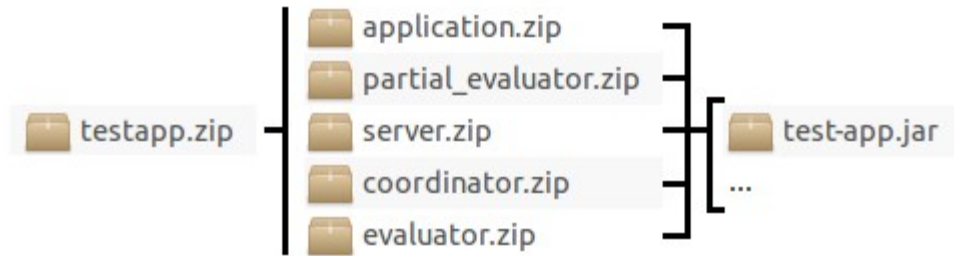 testapp.zip
application.zip
partial_evaluator.zip
server.zip
coordinator.zip
evaluator.zip
test-app.jar
...